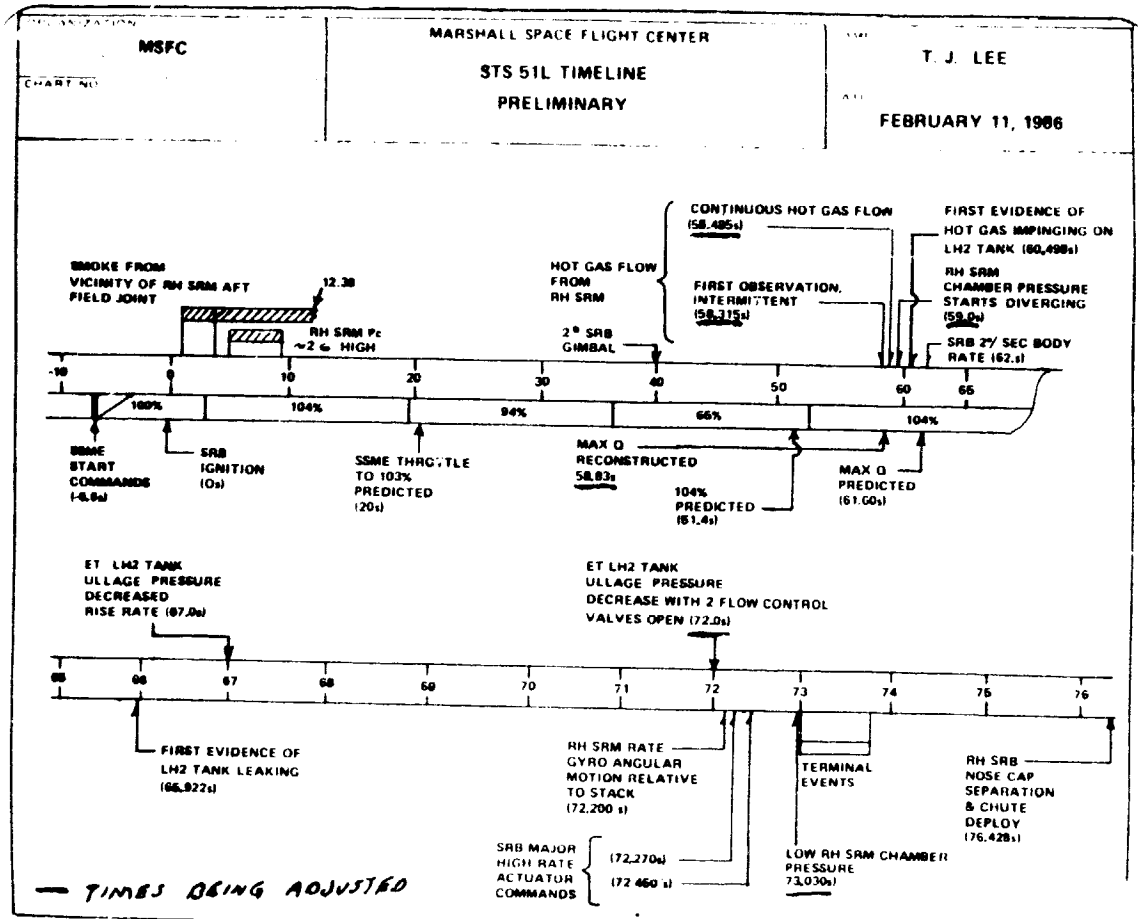 ORGANIZATION
MSFC
CHART NO.
MARSHALL SPACE FLIGHT CENTER
STS 51L TIMELINE
PRELIMINARY
T. J. LEE
FEBRUARY 11, 1986
SMOKE FROM
VICINITY OF RH SRM AFT
FIELD JOINT
12.38
RH SRM Pc
HIGH
HOT GAS FLOW
FROM
RH SRM
2° SRB
GIMBAL
CONTINUOUS HOT GAS FLOW
(58.485s)
FIRST OBSERVATION,
INTERMITTENT
(58.315s)
FIRST EVIDENCE OF
HOT GAS IMPINGING ON
LH2 TANK (60.498s)
RH SRM
CHAMBER PRESSURE
STARTS DIVERGING
(59.0s)
SRB 2°/ SEC BODY
RATE (62.s)
-10 0 10 20 30 40 50 60 65
100% 104% 94% 65% 104%
SSME
START
COMMANDS
(-6.6s)
SRB
IGNITION
(0s)
SSME THROTTLE
TO 103%
PREDICTED
(20s)
MAX Q
RECONSTRUCTED
58.83s
104%
PREDICTED
(51.4s)
MAX Q
PREDICTED
(61.60s)
ET LH2 TANK
ULLAGE PRESSURE
DECREASED
RISE RATE (67.0s)
ET LH2 TANK
ULLAGE PRESSURE
DECREASE WITH 2 FLOW CONTROL
VALVES OPEN (72.0s)
65 66 67 68 69 70 71 72 73 74 75 76
FIRST EVIDENCE OF
LH2 TANK LEAKING
RH SRM RATE
GYRO ANGULAR
MOTION RELATIVE
TO STACK
(72.200 s)
TERMINAL
EVENTS
RH SRB
NOSE CAP
SEPARATION
& CHUTE
DEPLOY
(76.428s)
SRB MAJOR
HIGH RATE
ACTUATOR
COMMANDS
(72.270s)
(72 460 s)
LOW RH SRM CHAMBER
PRESSURE
73.030s)
— TIMES BEING ADJUSTED